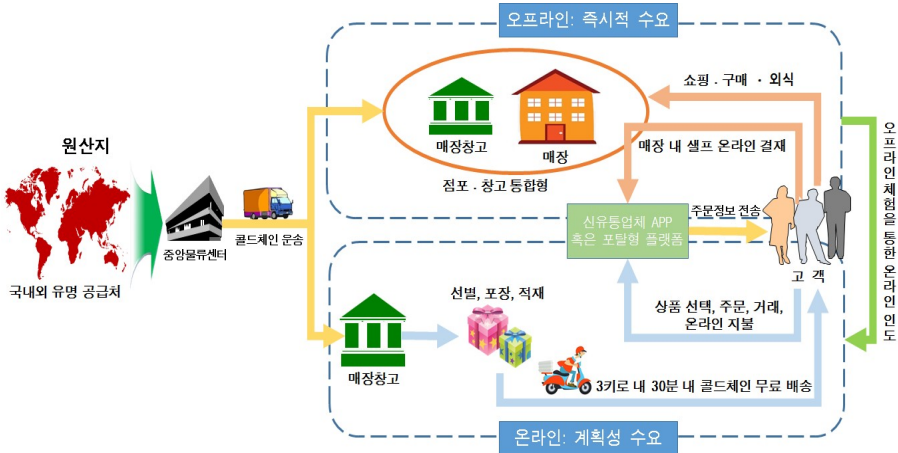 오프라인: 즉시적 수요
쇼핑 . 구매 · 외식
원산지
매장창고
매장
매장 내 샐프 온라인 결재
점포 . 창고 통합형
신유통업체 APP
혹은 포탈형 플랫폼
주문정보 전송
콜드체인 운송
중앙물류센터
국내외 유명 공급처
고 객
오프라인체험을 통한 온라인 인도
선별, 포장, 적재
상품 선택, 주문, 거래,
온라인 지불
매장창고
3키로 내 30분 내 콜드체인 무료 배송
온라인: 계획성 수요